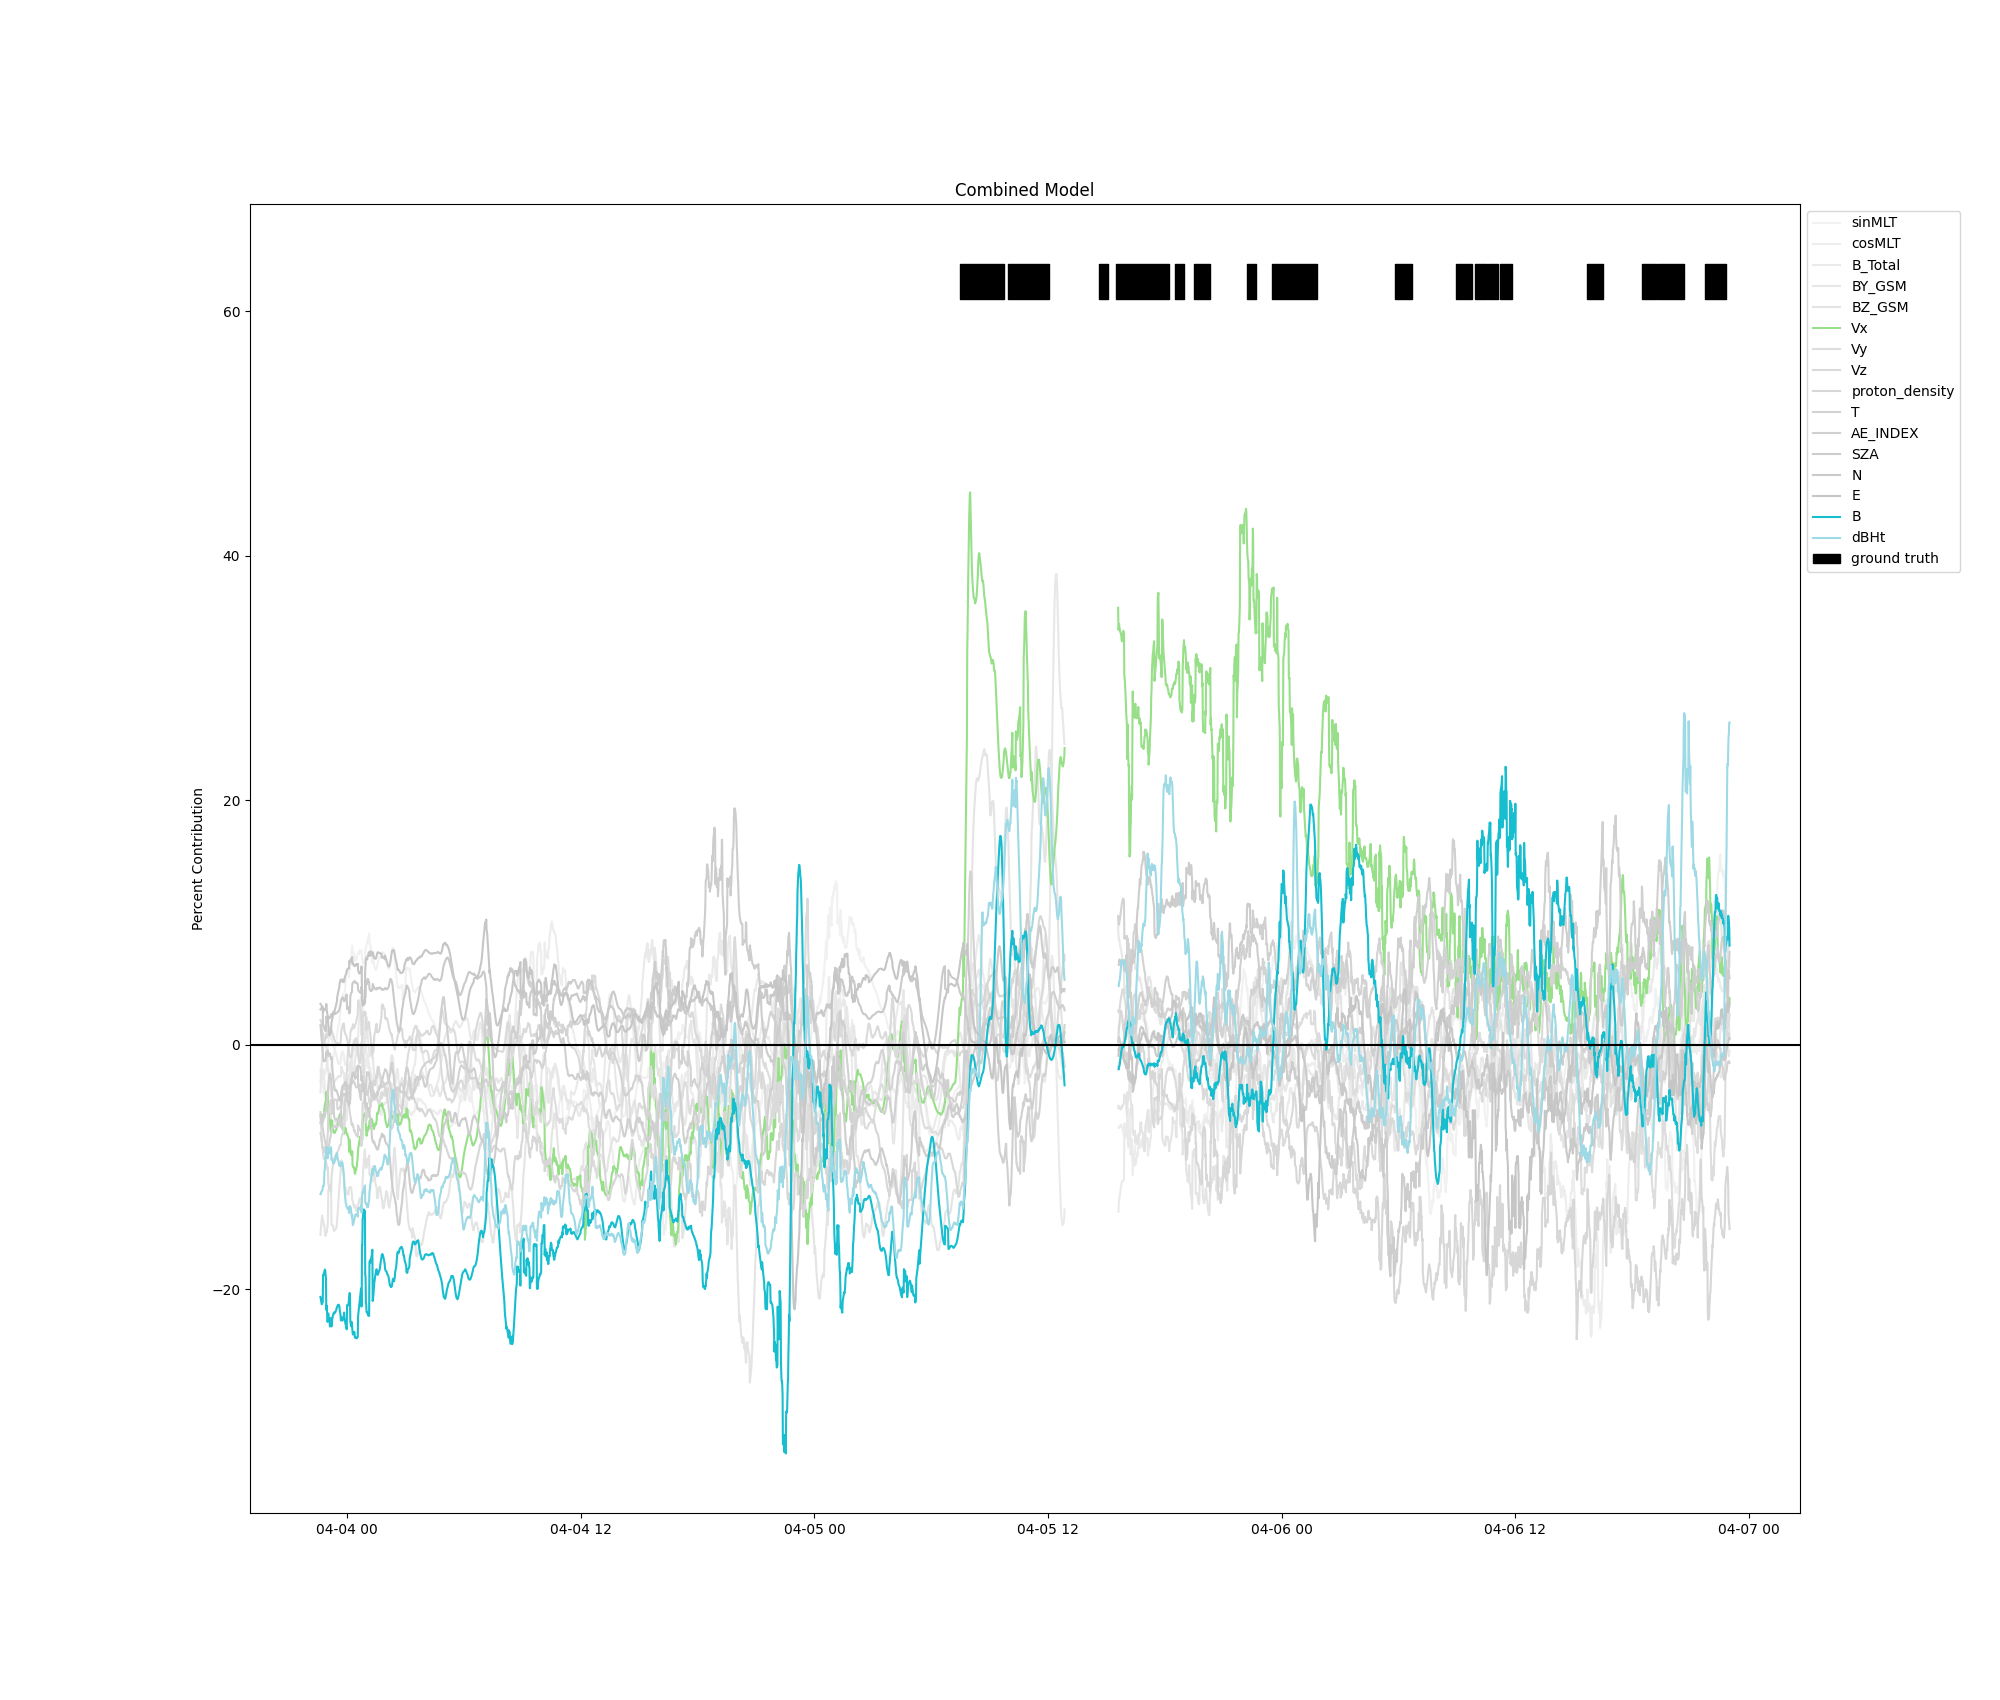 Combined Model
sinMLT
cosMLT
B_Total
BY_GSM
BZ_GSM
Vx
Vy
Vz
proton_density
T
AE_INDEX
SZA
N
E
B
dBHt
ground truth
Percent Contribution
60
40
20
0
−20
04-04 00
04-04 12
04-05 00
04-05 12
04-06 00
04-06 12
04-07 00